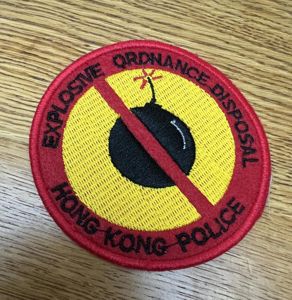 EXPLOSIVE ORDNANCE DISPOSAL
HONG KONG POLICE